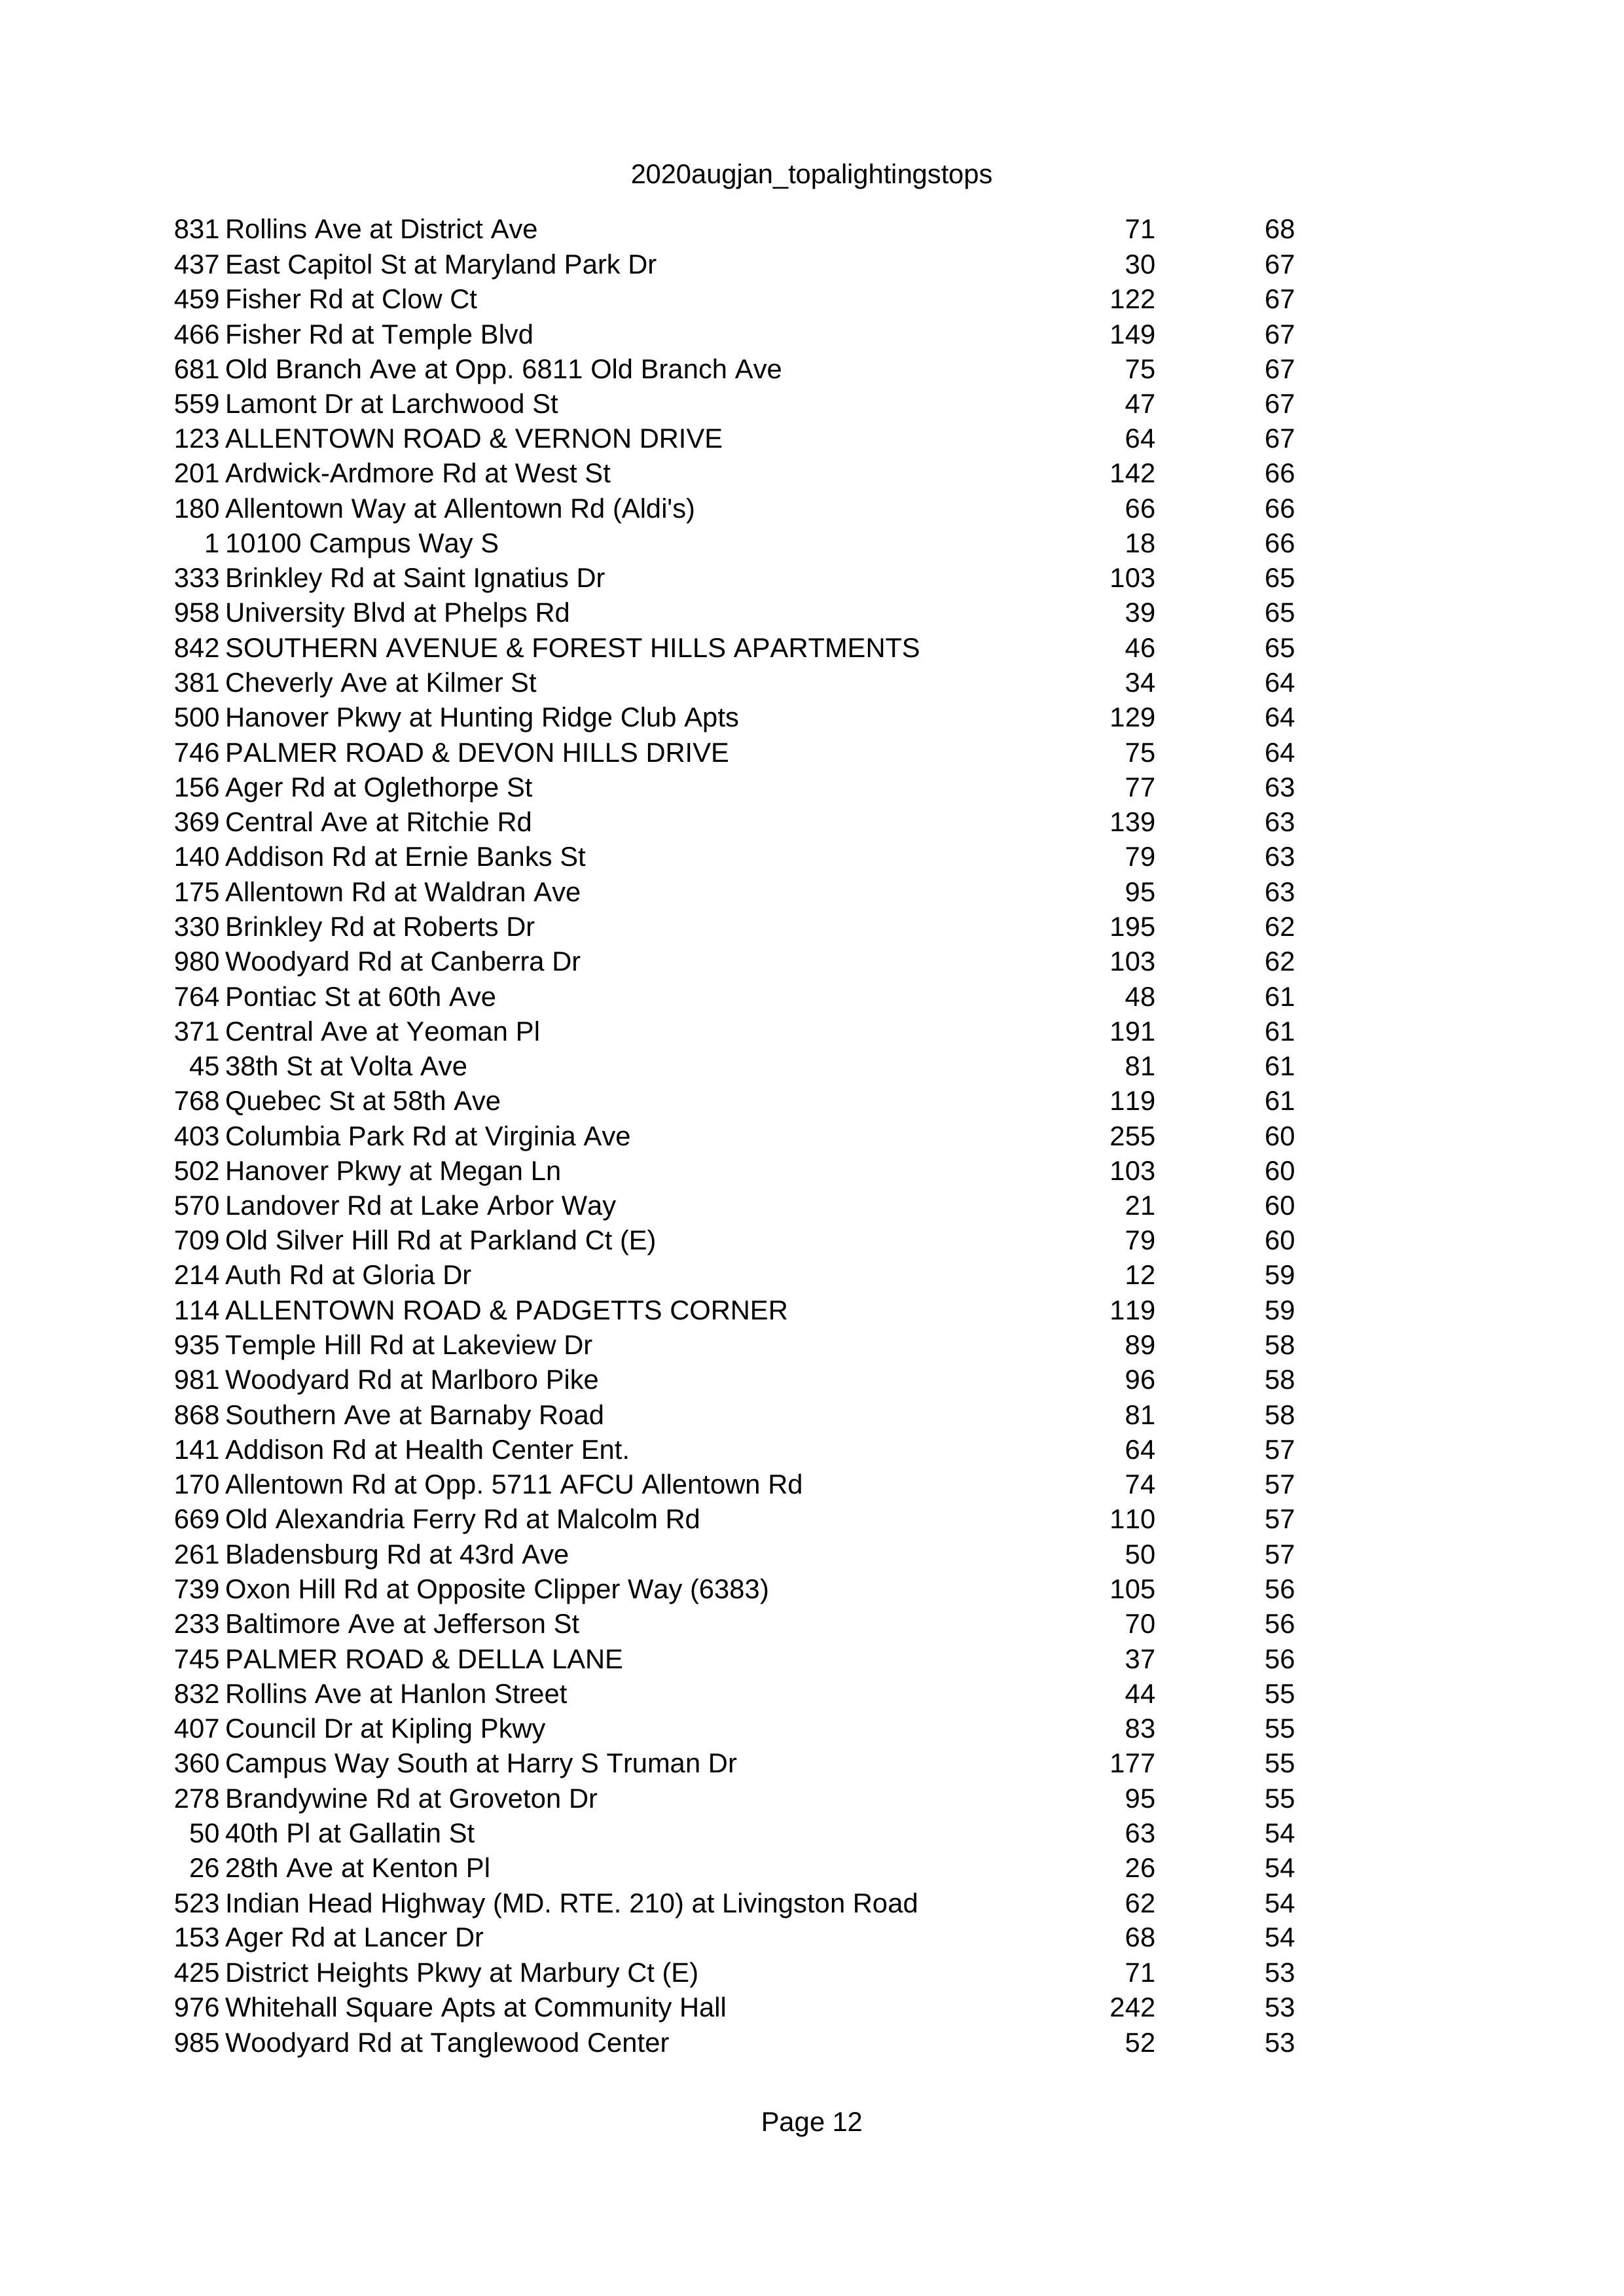 2020augjan_topalightingstops
831 Rollins Ave at District Ave 71 68
437 East Capitol St at Maryland Park Dr 30 67
459 Fisher Rd at Clow Ct 122 67
466 Fisher Rd at Temple Blvd 149 67
681 Old Branch Ave at Opp. 6811 Old Branch Ave 75 67
559 Lamont Dr at Larchwood St 47 67
123 ALLENTOWN ROAD & VERNON DRIVE 64 67
201 Ardwick-Ardmore Rd at West St 142 66
180 Allentown Way at Allentown Rd (Aldi's) 66 66
1 10100 Campus Way S 18 66
333 Brinkley Rd at Saint Ignatius Dr 103 65
958 University Blvd at Phelps Rd 39 65
842 SOUTHERN AVENUE & FOREST HILLS APARTMENTS 46 65
381 Cheverly Ave at Kilmer St 34 64
500 Hanover Pkwy at Hunting Ridge Club Apts 129 64
746 PALMER ROAD & DEVON HILLS DRIVE 75 64
156 Ager Rd at Oglethorpe St 77 63
369 Central Ave at Ritchie Rd 139 63
140 Addison Rd at Ernie Banks St 79 63
175 Allentown Rd at Waldran Ave 95 63
330 Brinkley Rd at Roberts Dr 195 62
980 Woodyard Rd at Canberra Dr 103 62
764 Pontiac St at 60th Ave 48 61
371 Central Ave at Yeoman Pl 191 61
45 38th St at Volta Ave 81 61
768 Quebec St at 58th Ave 119 61
403 Columbia Park Rd at Virginia Ave 255 60
502 Hanover Pkwy at Megan Ln 103 60
570 Landover Rd at Lake Arbor Way 21 60
709 Old Silver Hill Rd at Parkland Ct (E) 79 60
214 Auth Rd at Gloria Dr 12 59
114 ALLENTOWN ROAD & PADGETTS CORNER 119 59
935 Temple Hill Rd at Lakeview Dr 89 58
981 Woodyard Rd at Marlboro Pike 96 58
868 Southern Ave at Barnaby Road 81 58
141 Addison Rd at Health Center Ent. 64 57
170 Allentown Rd at Opp. 5711 AFCU Allentown Rd 74 57
669 Old Alexandria Ferry Rd at Malcolm Rd 110 57
261 Bladensburg Rd at 43rd Ave 50 57
739 Oxon Hill Rd at Opposite Clipper Way (6383) 105 56
233 Baltimore Ave at Jefferson St 70 56
745 PALMER ROAD & DELLA LANE 37 56
832 Rollins Ave at Hanlon Street 44 55
407 Council Dr at Kipling Pkwy 83 55
360 Campus Way South at Harry S Truman Dr 177 55
278 Brandywine Rd at Groveton Dr 95 55
50 40th Pl at Gallatin St 63 54
26 28th Ave at Kenton Pl 26 54
523 Indian Head Highway (MD. RTE. 210) at Livingston Road 62 54
153 Ager Rd at Lancer Dr 68 54
425 District Heights Pkwy at Marbury Ct (E) 71 53
976 Whitehall Square Apts at Community Hall 242 53
985 Woodyard Rd at Tanglewood Center 52 53
Page 12